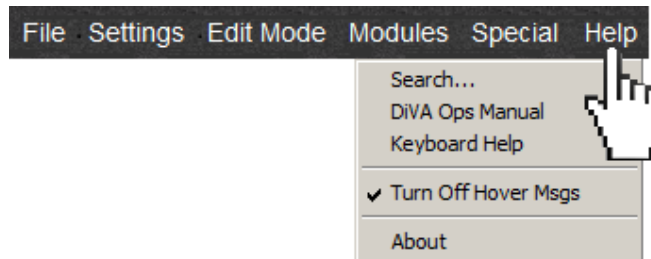 File Settings Edit Mode Modules Special Help
Search...
DiVA Ops Manual
Keyboard Help
Turn Off Hover Msgs
About